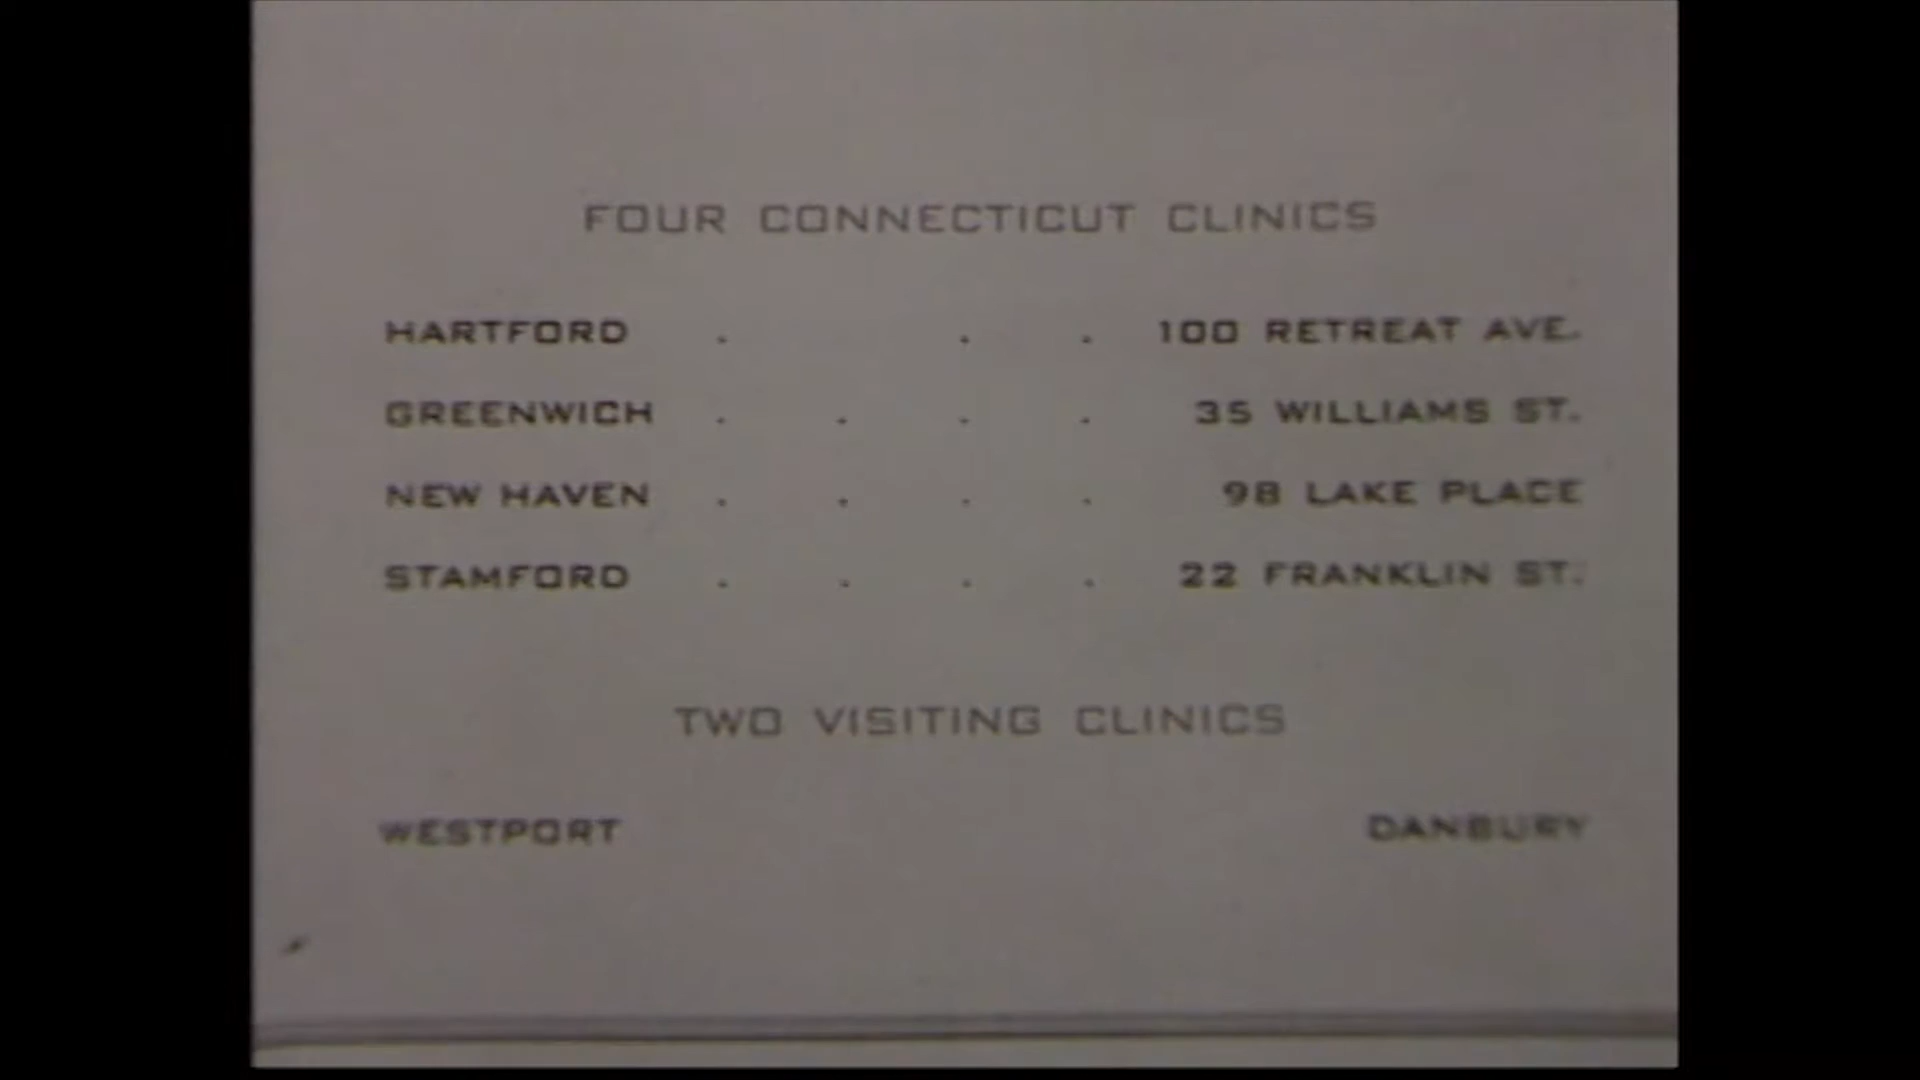 FOUR CONNECTICUT CLINICS
HARTFORD . . . 100 RETREAT AVE.
GREENWICH . . . . 35 WILLIAMS ST.
NEW HAVEN . . . . 98 LAKE PLACE
STAMFORD . . . . 22 FRANKLIN ST.
TWO VISITING CLINICS
WESTPORT DANBURY